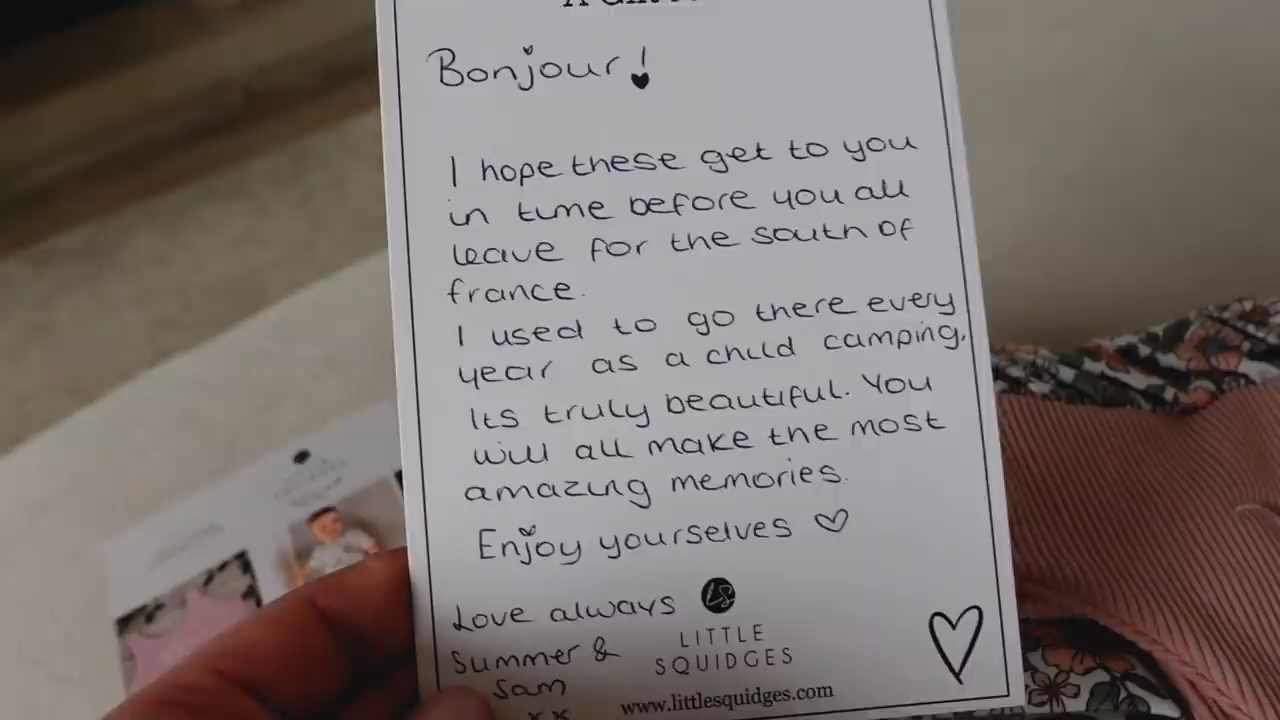 Bonjour!
I hope these get to you
in time before you all
leave for the south of
france.
I used to go there every
year as a child camping.
Its truly beautiful. You
will all make the most
amazing memories.
Enjoy yourselves ♡
Love always
Summer &
Sam
xx
LS
LITTLE
SQUIDGES
www.littlesquidges.com